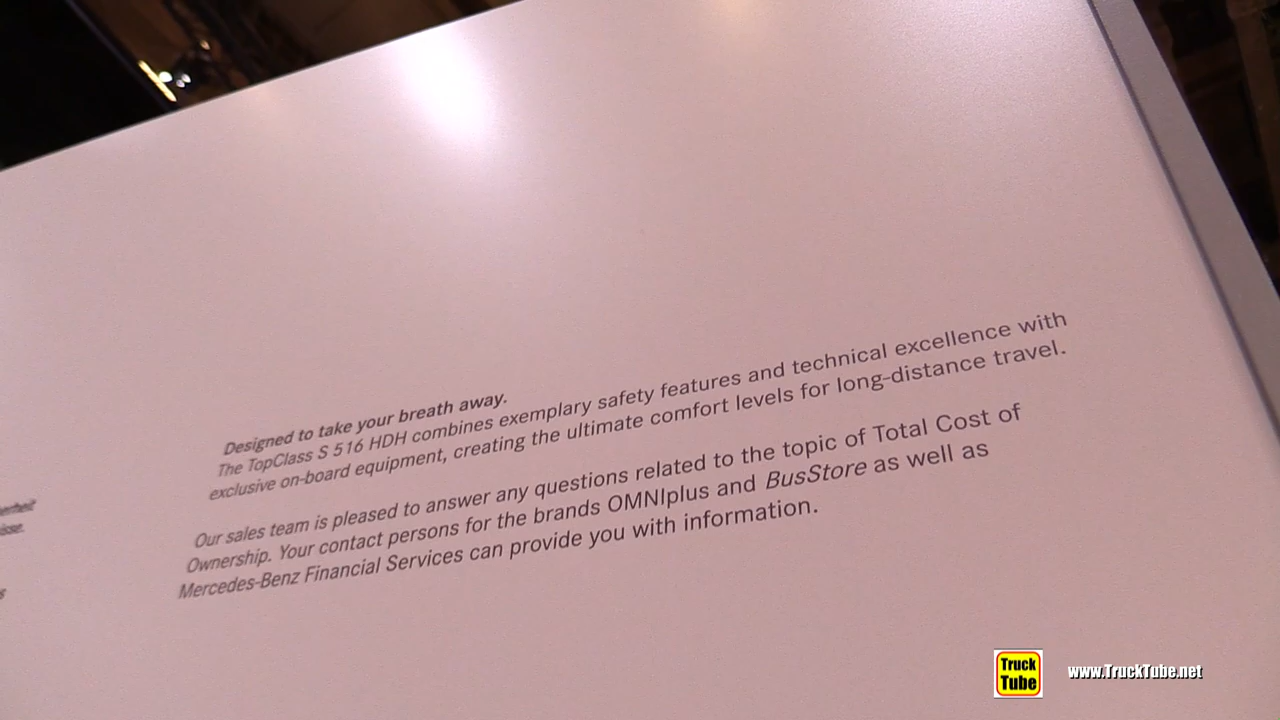 Designed to take your breath away.
The TopClass S 516 HDH combines exemplary safety features and technical excellence with
exclusive on-board equipment, creating the ultimate comfort levels for long-distance travel.
Our sales team is pleased to answer any questions related to the topic of Total Cost of
Ownership. Your contact persons for the brands OMNIplus and BusStore as well as
Mercedes-Benz Financial Services can provide you with information.
Truck
Tube
www.TruckTube.net